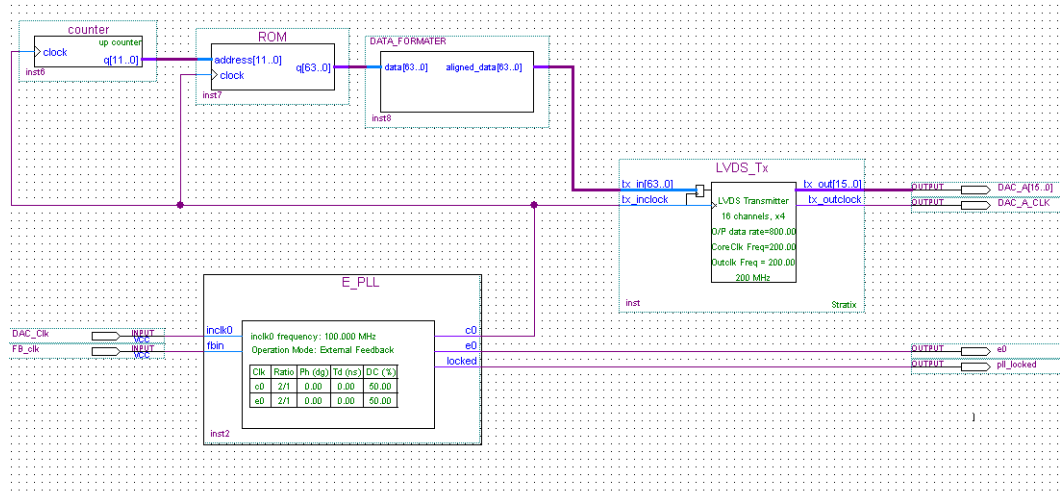 counter
up counter
clock
q[11..0]
inst6
ROM
address[11..0]
q[63..0]
clock
inst7
DATA_FORMATER
data[63..0] aligned_data[63..0]
inst8
LVDS_Tx
tx_in[63..0]
tx_inclock
tx_out[15..0]
tx_outclock
LVDS Transmitter
16 channels, x4
O/P data rate=800.00
CoreClk Freq=200.00
Outclk Freq = 200.00
200 MHz
inst
Stratix
OUTPUT DAC_A[15..0]
OUTPUT DAC_A_CLK
E_PLL
DAC_Clk INPUT
VCC
FB_clk INPUT
VCC
inclk0
fbin
inclk0 frequency: 100.000 MHz
Operation Mode: External Feedback
Clk Ratio Ph (dg) Td (ns) DC (%)
c0 2/1 0.00 0.00 50.00
e0 2/1 0.00 0.00 50.00
c0
e0
locked
inst2
OUTPUT e0
OUTPUT pll_locked